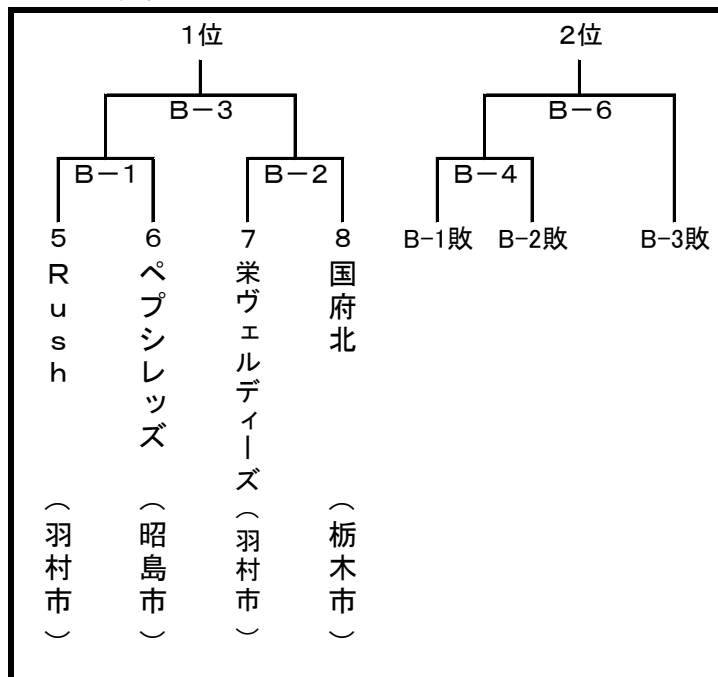 1位
2位
B－3
B－6
B－1
B－2
B－4
5
6
7
8
B-1敗
B-2敗
B-3敗
Rush
（羽村市）
ペプシレッズ
（昭島市）
栄ヴェルディーズ
（羽村市）
国府北
（栃木市）